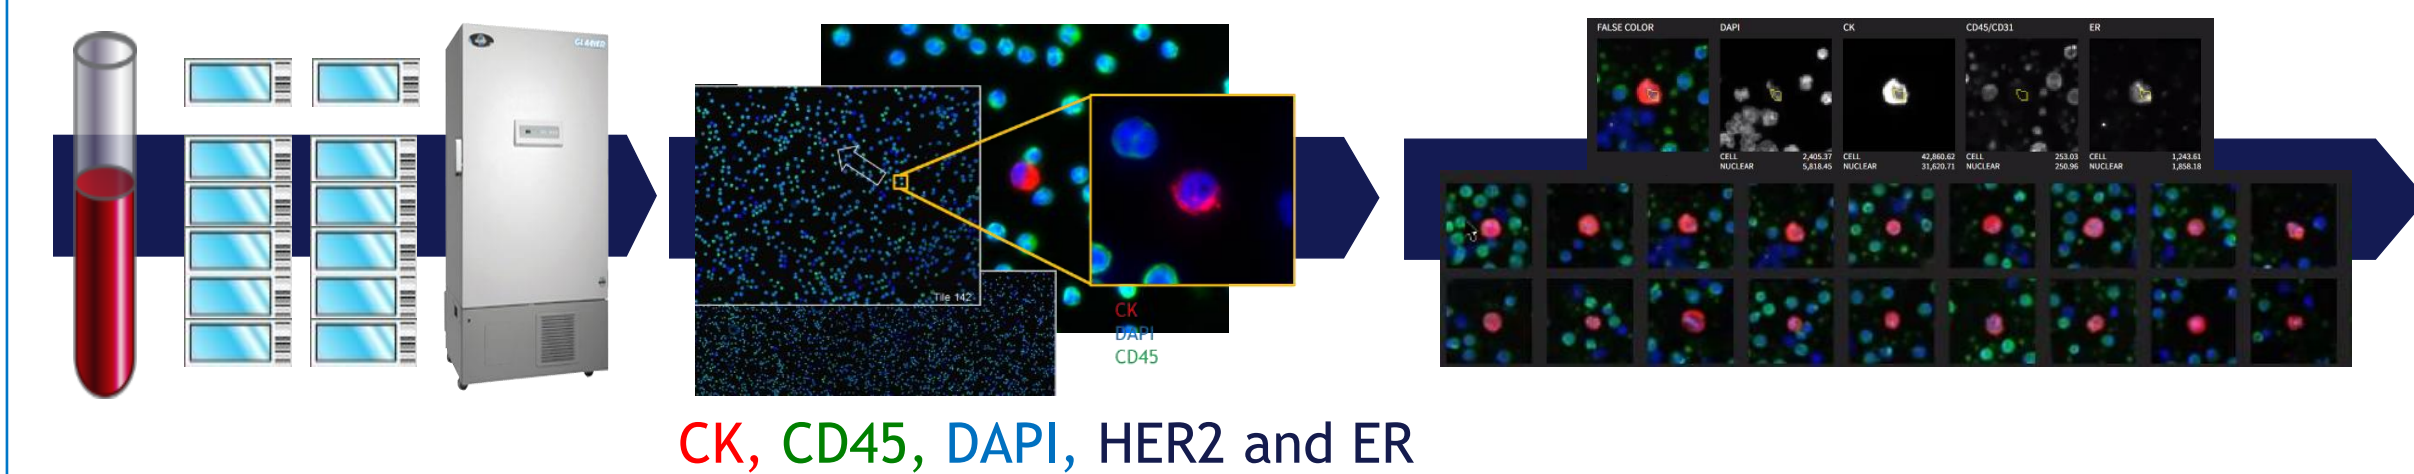 FALSE COLOR DAPI CK CD45/CD31 ER
CELL 2,405.37 CELL 42,860.62 CELL 253.03 CELL 1,243.61
NUCLEAR 5,818.45 NUCLEAR 31,620.71 NUCLEAR 250.96 NUCLEAR 1,858.18
Tile 142
CK
DAPI
CD45
CK, CD45, DAPI, HER2 and ER